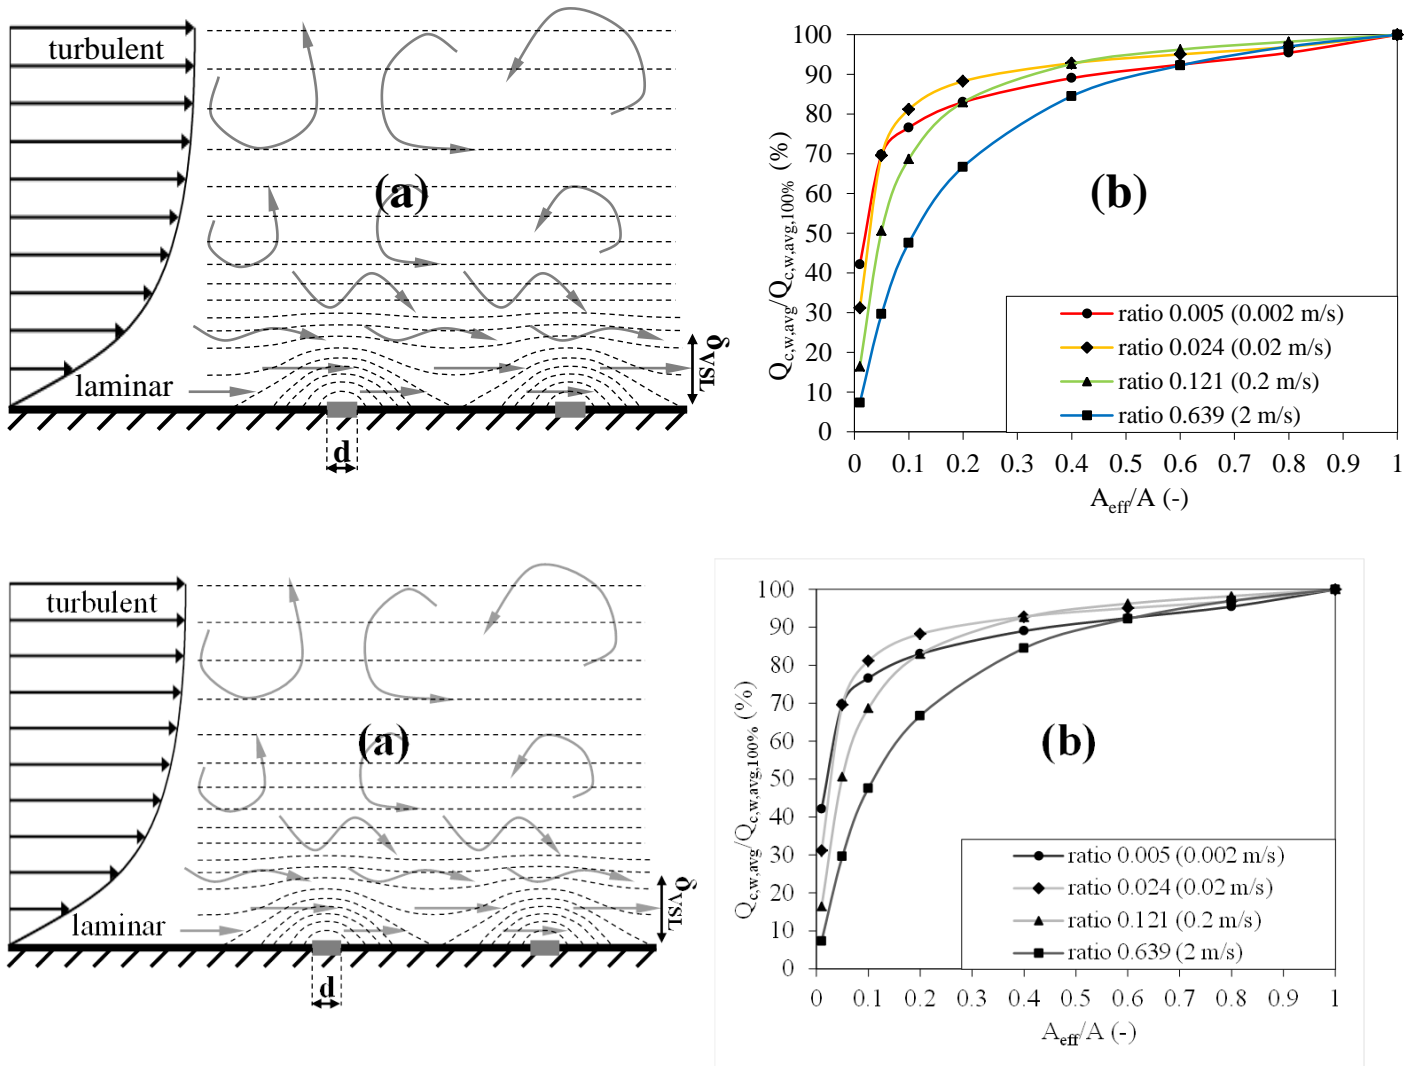 turbulent
(a)
laminar
δVSL
d
Qc,w,avg/Qc,w,avg,100% (%)
100
90
80
70
60
50
40
30
20
10
0
(b)
ratio 0.005 (0.002 m/s)
ratio 0.024 (0.02 m/s)
ratio 0.121 (0.2 m/s)
ratio 0.639 (2 m/s)
0 0.1 0.2 0.3 0.4 0.5 0.6 0.7 0.8 0.9 1
Aeff/A (-)
turbulent
(a)
laminar
δVSL
d
Qc,w,avg/Qc,w,avg,100% (%)
100
90
80
70
60
50
40
30
20
10
0
(b)
ratio 0.005 (0.002 m/s)
ratio 0.024 (0.02 m/s)
ratio 0.121 (0.2 m/s)
ratio 0.639 (2 m/s)
0 0.1 0.2 0.3 0.4 0.5 0.6 0.7 0.8 0.9 1
Aeff/A (-)